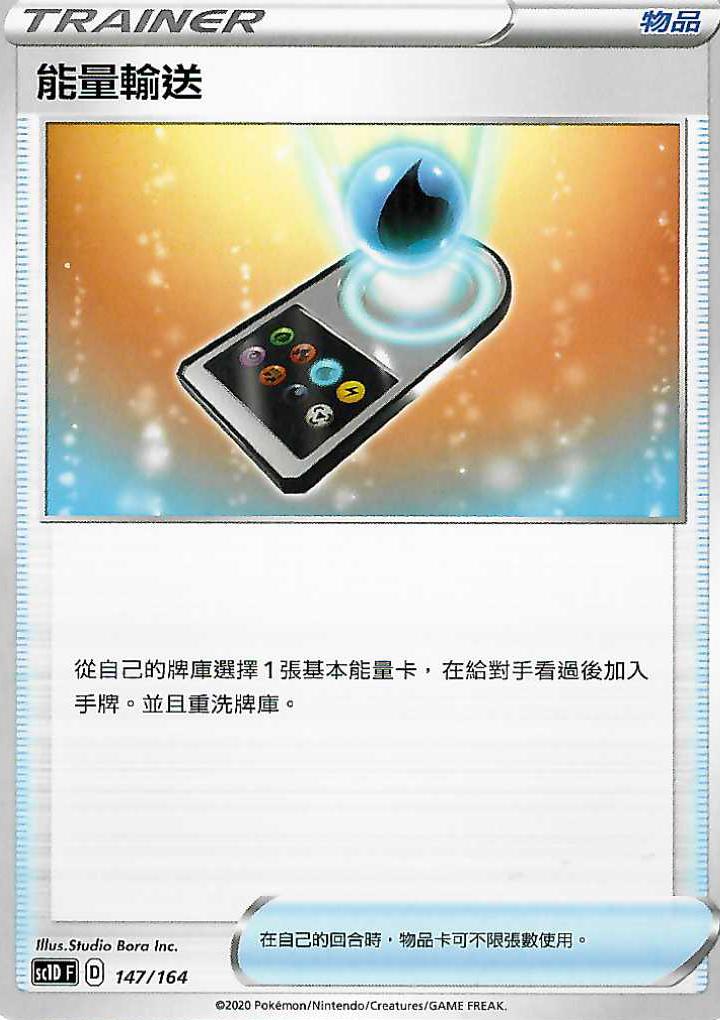 TRAINER
物品
能量輸送
從自己的牌庫選擇1張基本能量卡，在給對手看過後加入
手牌。並且重洗牌庫。
在自己的回合時，物品卡可不限張數使用。
Illus.Studio Bora Inc.
sc1D F D 147/164
©2020 Pokémon/Nintendo/Creatures/GAME FREAK.